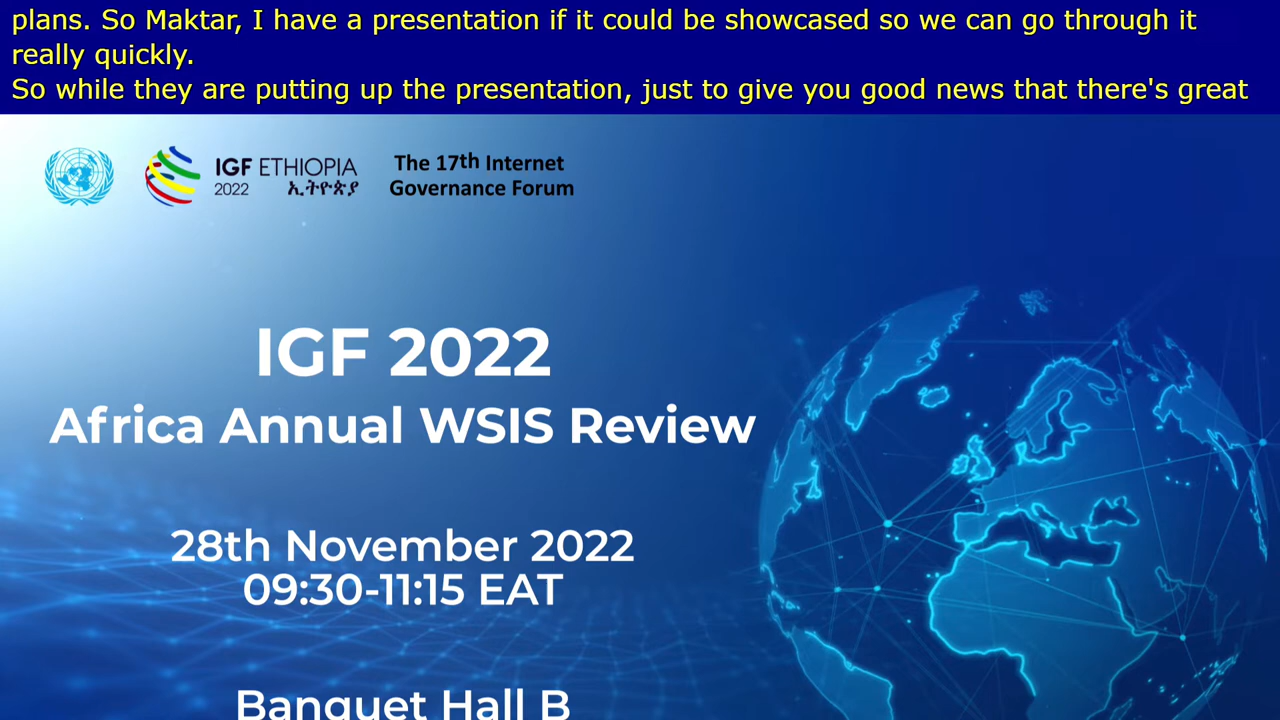 plans. So Maktar, I have a presentation if it could be showcased so we can go through it
really quickly.
So while they are putting up the presentation, just to give you good news that there's great
IGF ETHIOPIA
2022 ኢትዮጵያ
The 17th Internet
Governance Forum
IGF 2022
Africa Annual WSIS Review
28th November 2022
09:30-11:15 EAT
Banquet Hall B